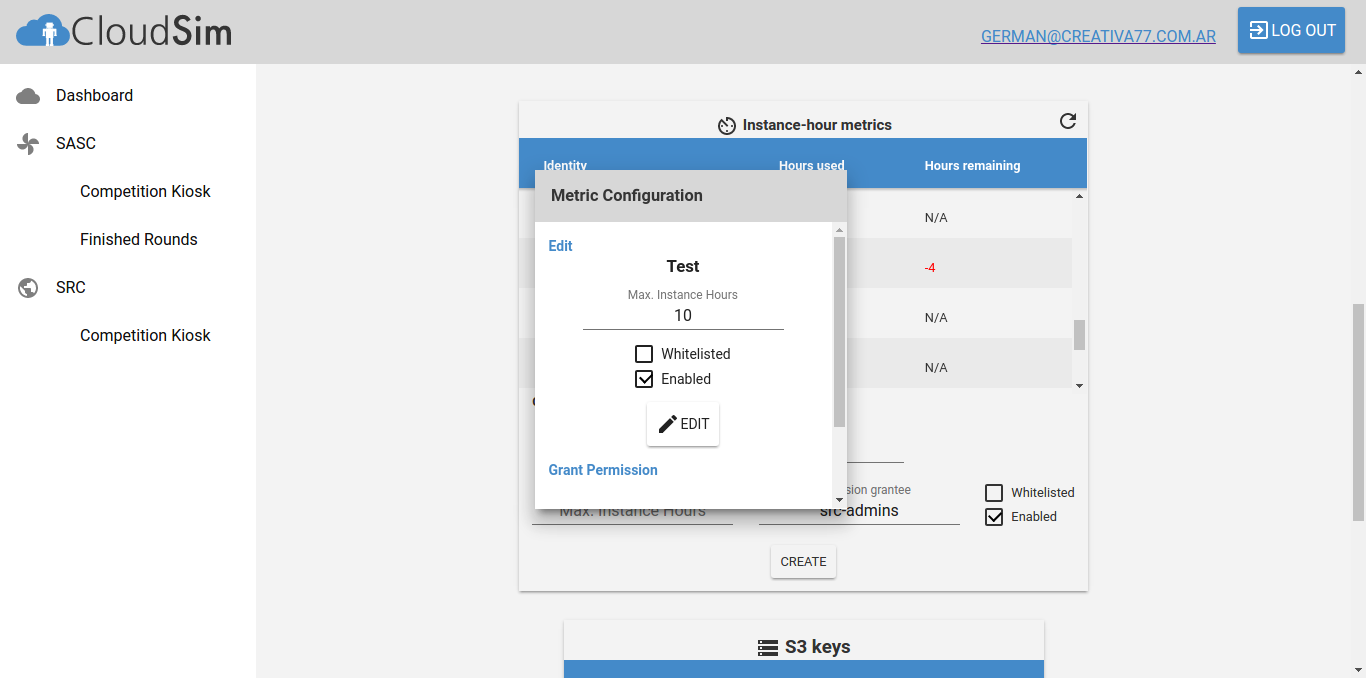 CloudSim
GERMAN@CREATIVA77.COM.AR
LOG OUT
Dashboard
SASC
Competition Kiosk
Finished Rounds
SRC
Competition Kiosk
Instance-hour metrics
Identity Hours used Hours remaining
N/A
-4
N/A
N/A
Metric Configuration
Edit
Test
Max. Instance Hours
10
Whitelisted
Enabled
EDIT
Grant Permission
sion grantee
Max. Instance Hours
src-admins
Whitelisted
Enabled
CREATE
S3 keys